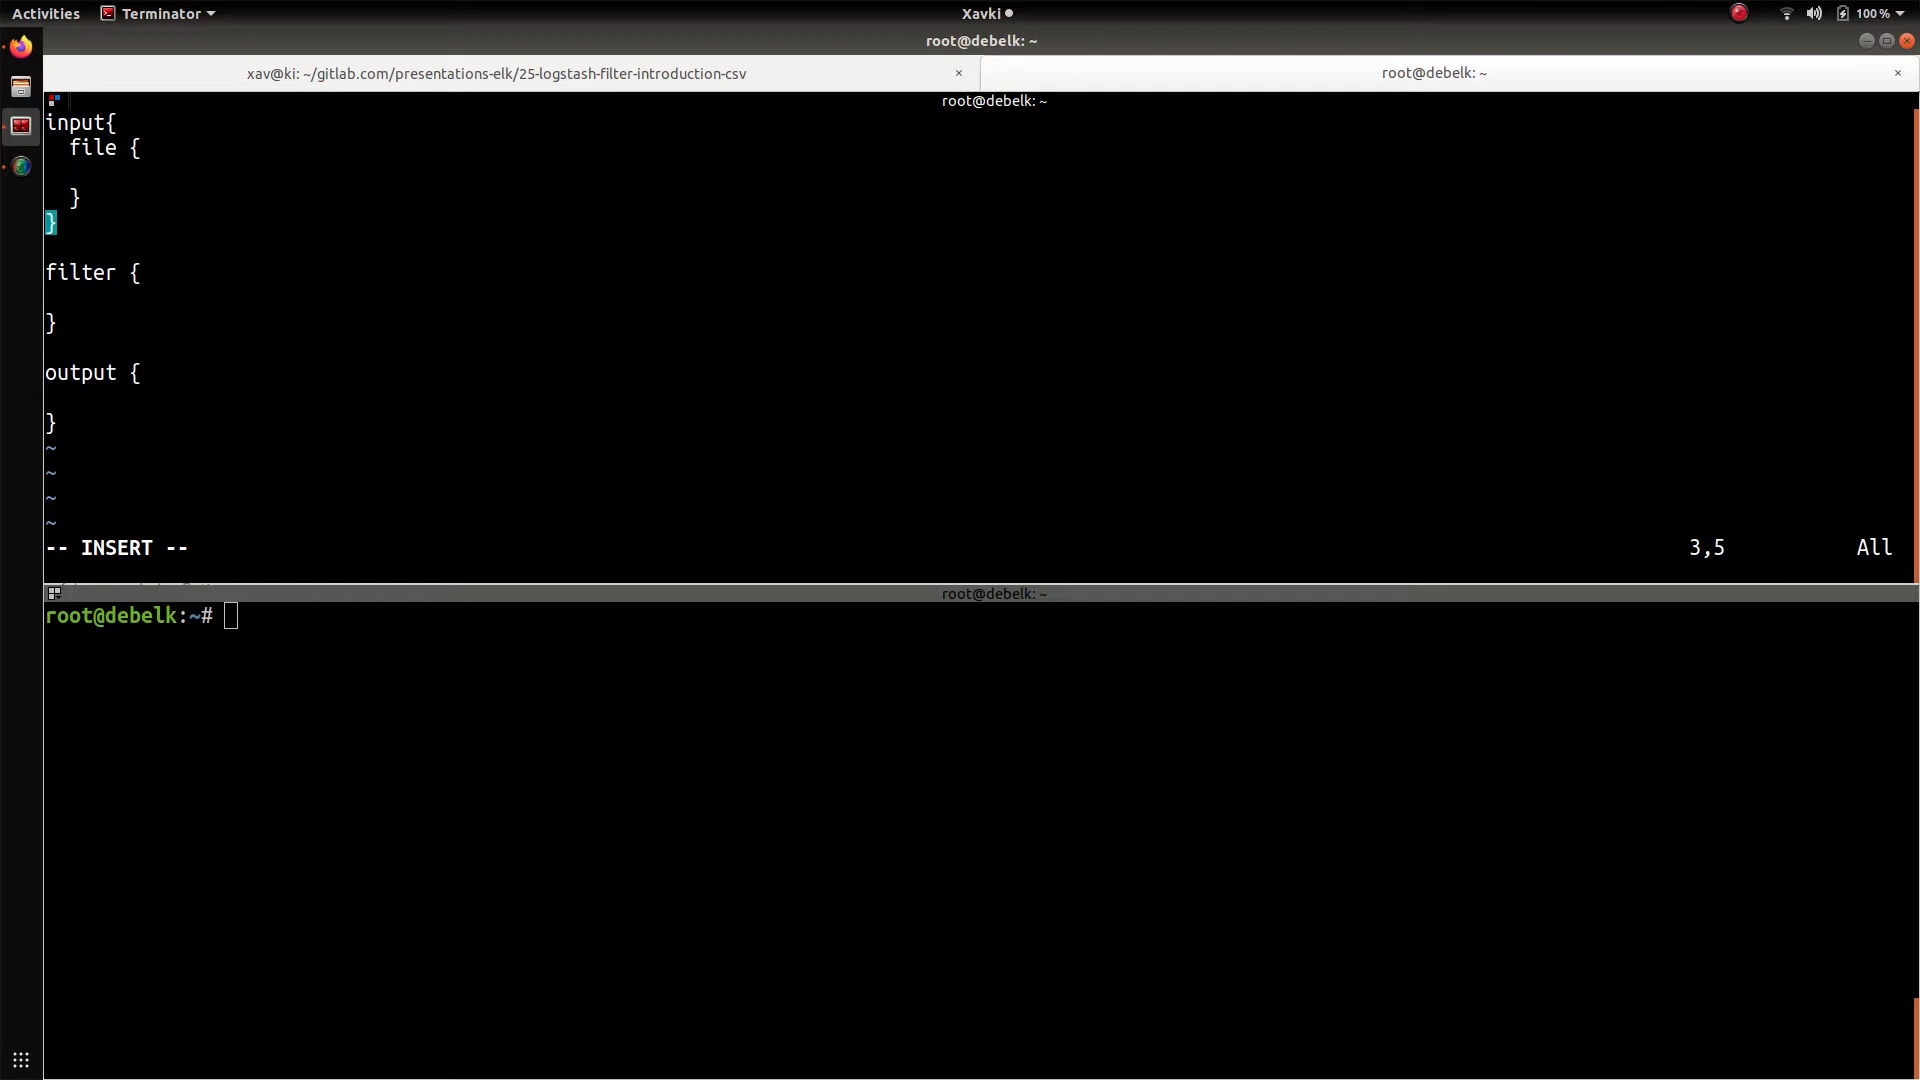 Activities Terminator Xavki 100 %
root@debelk: ~
xav@ki: ~/gitlab.com/presentations-elk/25-logstash-filter-introduction-csv × root@debelk: ~ ×
root@debelk: ~
input{
  file {
  }
}
filter {
}
output {
}
~
~
~
~
-- INSERT -- 3,5 All
root@debelk: ~
root@debelk:~#